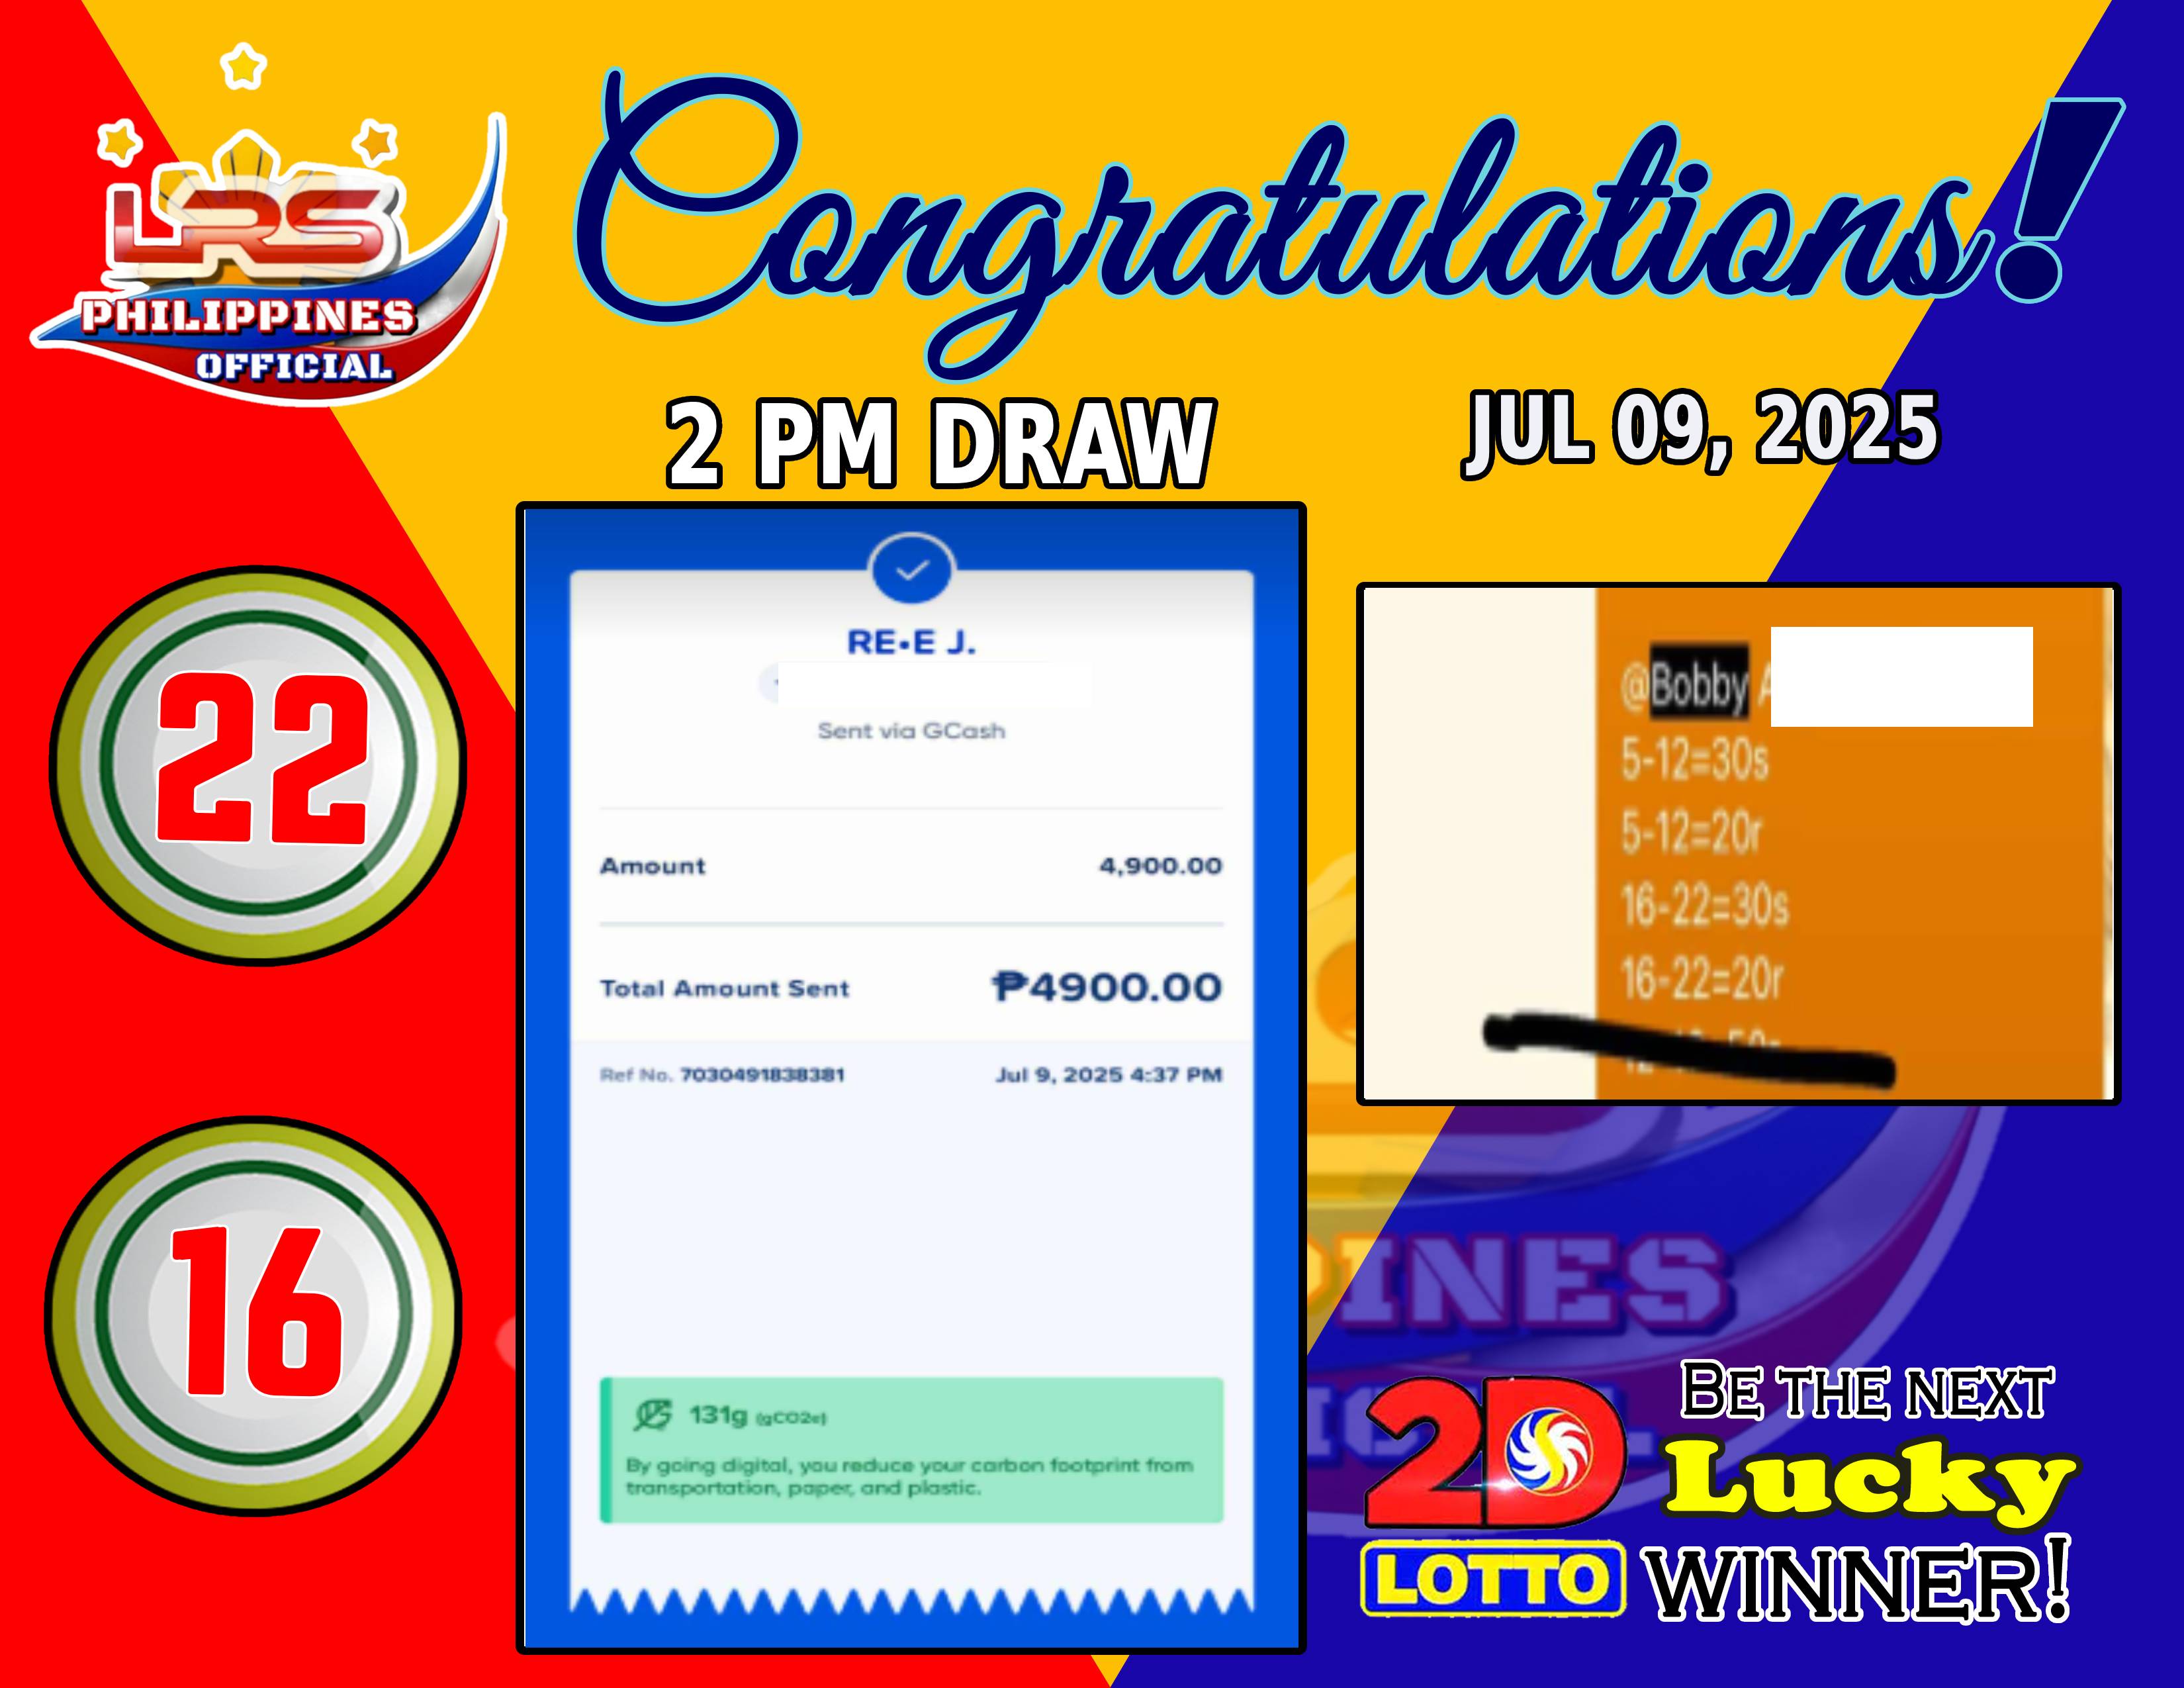 LRS
PHILIPPINES
OFFICIAL
Congratulations!
2 PM DRAW
JUL 09, 2025
22
16
RE•E J.
Sent via GCash
Amount 4,900.00
Total Amount Sent ₱4900.00
Ref No. 7030491838381 Jul 9, 2025 4:37 PM
131g (gCO2e)
By going digital, you reduce your carbon footprint from
transportation, paper, and plastic.
@Bobby A
5-12=30s
5-12=20r
16-22=30s
16-22=20r
PINES
2D
LOTTO
BE THE NEXT
Lucky
WINNER!